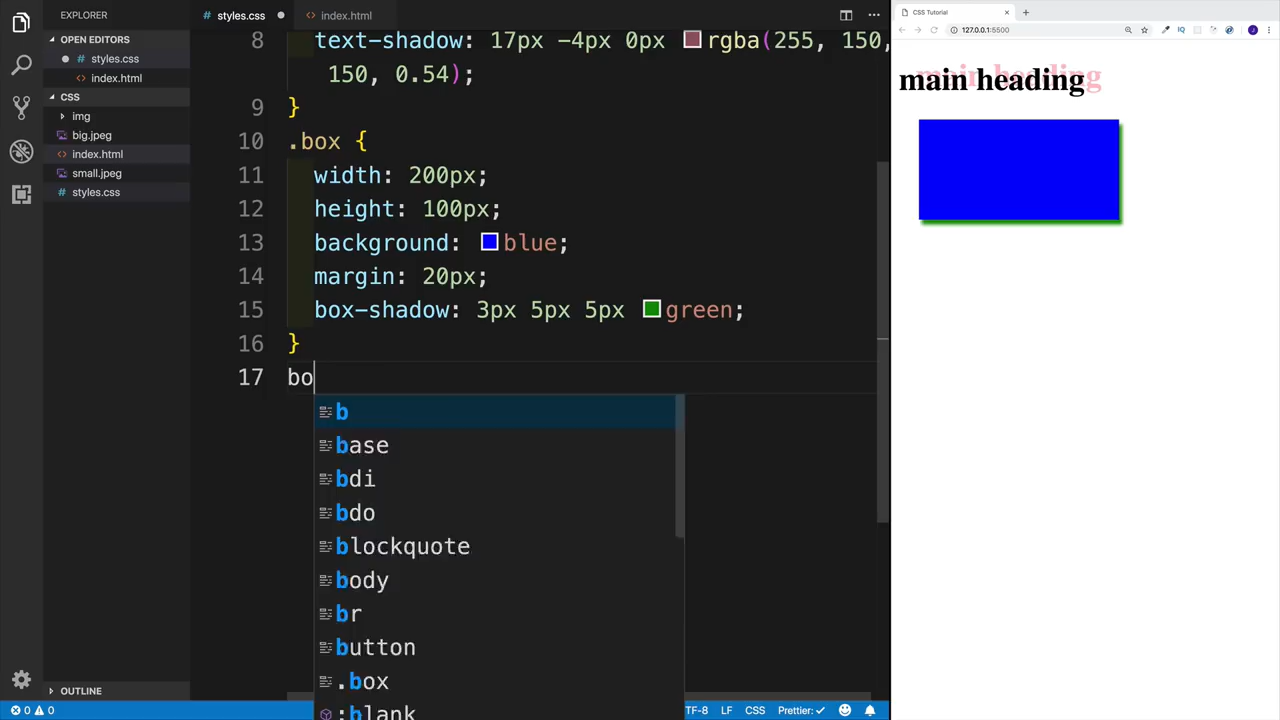 EXPLORER
OPEN EDITORS
styles.css
index.html
CSS
img
big.jpeg
index.html
small.jpeg
styles.css
OUTLINE
0 0
styles.css
index.html
8 text-shadow: 17px -4px 0px rgba(255, 150,
150, 0.54);
9 }
10 .box {
11 width: 200px;
12 height: 100px;
13 background: blue;
14 margin: 20px;
15 box-shadow: 3px 5px 5px green;
16 }
17 bo
b
base
bdi
bdo
blockquote
body
br
button
.box
:blank
TF-8 LF CSS Prettier: ✓
CSS Tutorial
127.0.0.1:5500
IQ
J
main heading